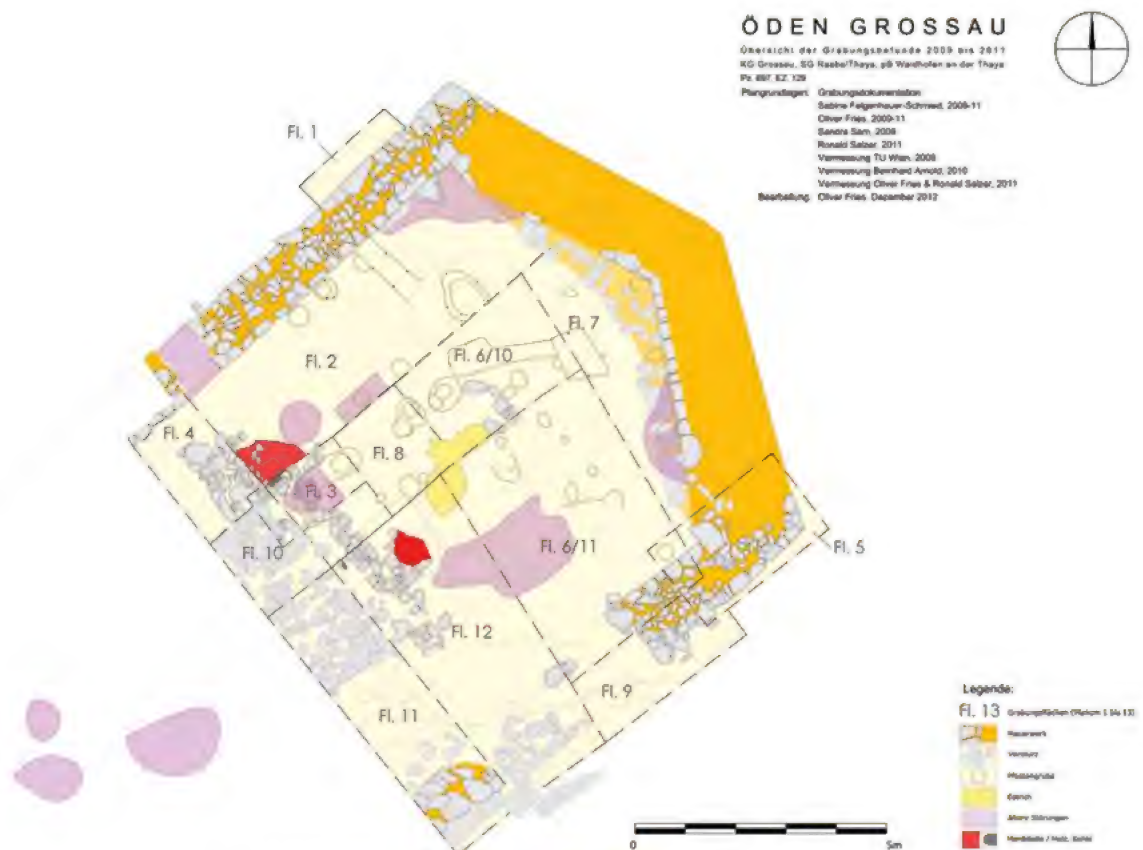 ÖDEN GROSSAU
Übersicht der Grabungsbefunde 2009 bis 2011
KG Grossau, SG Raabs/Thaya, pB Waidhofen an der Thaya
Plangrundlagen: Grabungsdokumentation
Sabine Felgenhauer-Schmiedt, 2009-11
Oliver Fries, 2009-11
Sandra Sam, 2009
Ronald Salzer, 2011
Vermessung TU Wien, 2009
Vermessung Bernhard Arnold, 2010
Vermessung Oliver Fries & Ronald Salzer, 2011
Bearbeitung: Oliver Fries, Dezember 2012
Fl. 1
Fl. 7
Fl. 6/10
Fl. 2
Fl. 4
Fl. 8
Fl. 3
Fl. 10
Fl. 6/11
Fl. 5
Fl. 12
Fl. 9
Fl. 11
Legende:
Fl. 13 Grabungsflächen
Mauerwerk
Versturz
Pfostengrube
Estrich
Ältere Störungen
0 5m